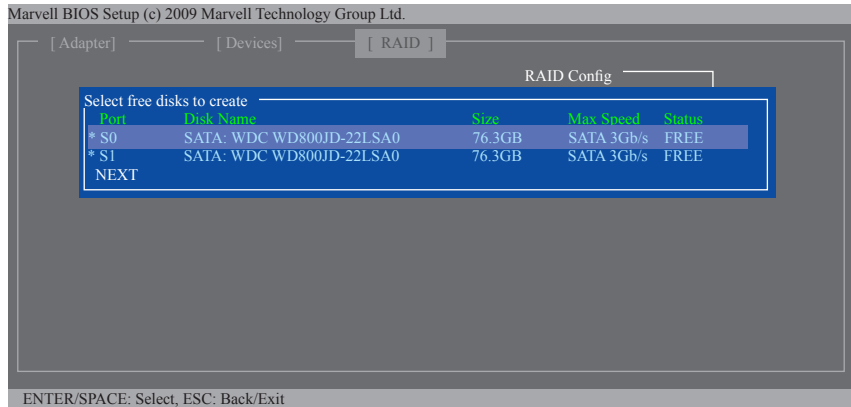 Marvell BIOS Setup (c) 2009 Marvell Technology Group Ltd.
[ Adapter] [ Devices] [ RAID ]
RAID Config
Select free disks to create
Port Disk Name Size Max Speed Status
* S0 SATA: WDC WD800JD-22LSA0 76.3GB SATA 3Gb/s FREE
* S1 SATA: WDC WD800JD-22LSA0 76.3GB SATA 3Gb/s FREE
NEXT
ENTER/SPACE: Select, ESC: Back/Exit